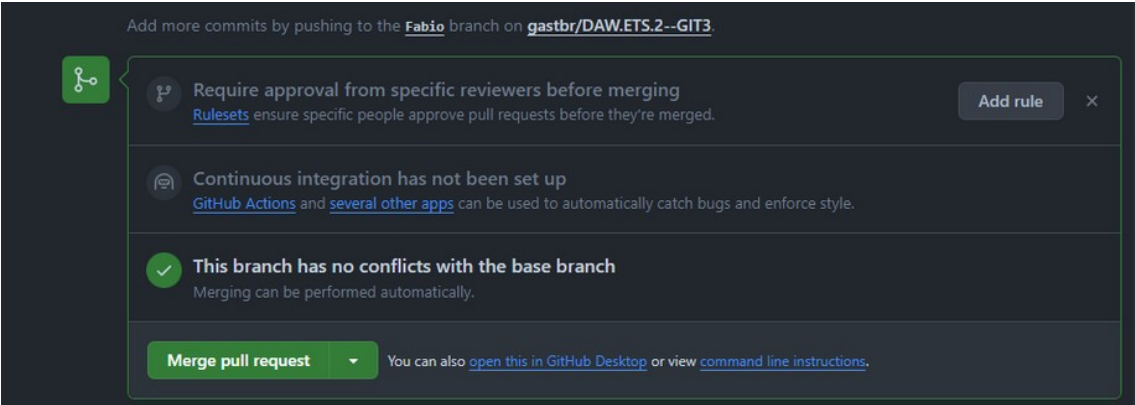 Add more commits by pushing to the Fabio branch on gastbr/DAW.ETS.2--GIT3.
Require approval from specific reviewers before merging
Rulesets ensure specific people approve pull requests before they're merged.
Add rule
Continuous integration has not been set up
GitHub Actions and several other apps can be used to automatically catch bugs and enforce style.
This branch has no conflicts with the base branch
Merging can be performed automatically.
Merge pull request
You can also open this in GitHub Desktop or view command line instructions.